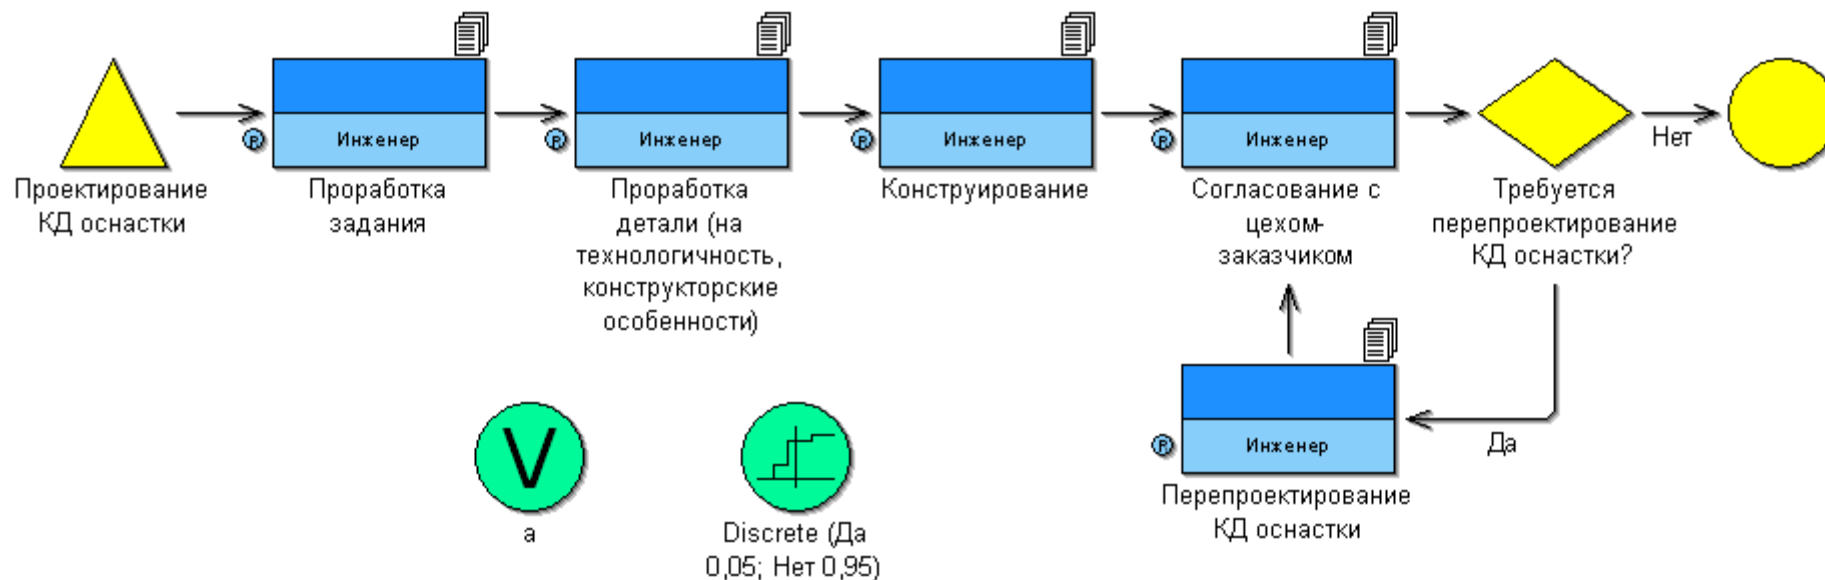 Инженер
Инженер
Инженер
Инженер
Нет
Проектирование
КД оснастки
Проработка
задания
Проработка
детали (на
технологичность,
конструкторские
особенности)
Конструирование
Согласование с
цехом-
заказчиком
Требуется
перепроектирование
КД оснастки?
Инженер
Да
Перепроектирование
КД оснастки
V
a
Discrete (Да
0,05; Нет 0,95)
P
P
P
P
P